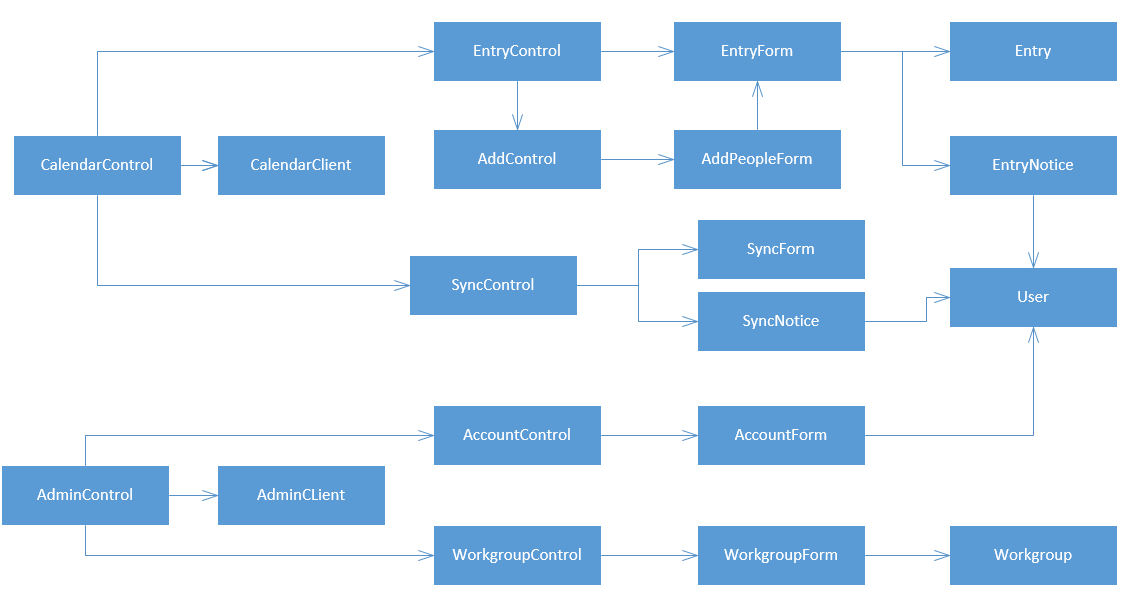 EntryControl
EntryForm
Entry
CalendarControl
CalendarClient
AddControl
AddPeopleForm
EntryNotice
SyncForm
SyncControl
SyncNotice
User
AccountControl
AccountForm
AdminControl
AdminCLient
WorkgroupControl
WorkgroupForm
Workgroup